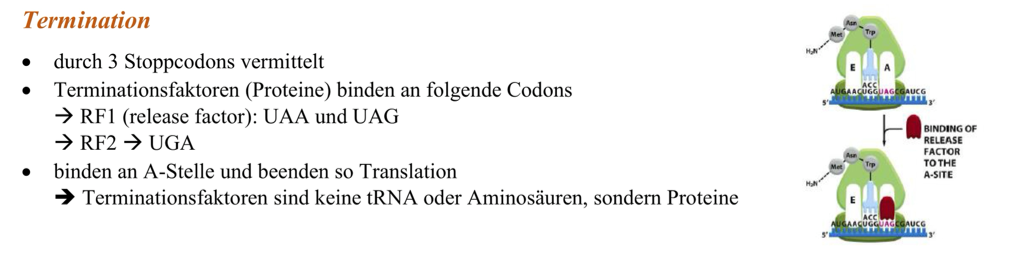 Termination
• durch 3 Stoppcodons vermittelt
• Terminationsfaktoren (Proteine) binden an folgende Codons
→ RF1 (release factor): UAA und UAG
→ RF2 → UGA
• binden an A-Stelle und beenden so Translation
→ Terminationsfaktoren sind keine tRNA oder Aminosäuren, sondern Proteine
Asn
Met
Trp
H₂N
E A
ACC
AUGAACUGGUAGCGAUCG
5' 3'
BINDING OF
RELEASE
FACTOR
TO THE
A-SITE
Asn
Met
Trp
H₂N
E
ACC
AUGAACUGGUAGCGAUCG
5' 3'